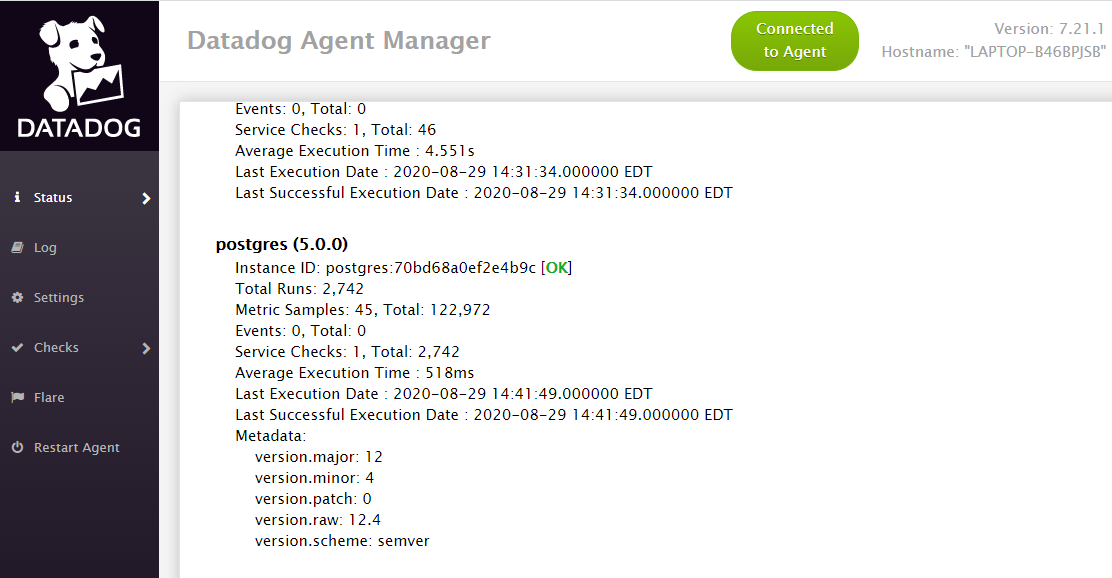 DATADOG
Datadog Agent Manager
Connected
to Agent
Version: 7.21.1
Hostname: "LAPTOP-B46BPJSB"
Status
Log
Settings
Checks
Flare
Restart Agent
Events: 0, Total: 0
Service Checks: 1, Total: 46
Average Execution Time : 4.551s
Last Execution Date : 2020-08-29 14:31:34.000000 EDT
Last Successful Execution Date : 2020-08-29 14:31:34.000000 EDT
postgres (5.0.0)
Instance ID: postgres:70bd68a0ef2e4b9c [OK]
Total Runs: 2,742
Metric Samples: 45, Total: 122,972
Events: 0, Total: 0
Service Checks: 1, Total: 2,742
Average Execution Time : 518ms
Last Execution Date : 2020-08-29 14:41:49.000000 EDT
Last Successful Execution Date : 2020-08-29 14:41:49.000000 EDT
Metadata:
version.major: 12
version.minor: 4
version.patch: 0
version.raw: 12.4
version.scheme: semver